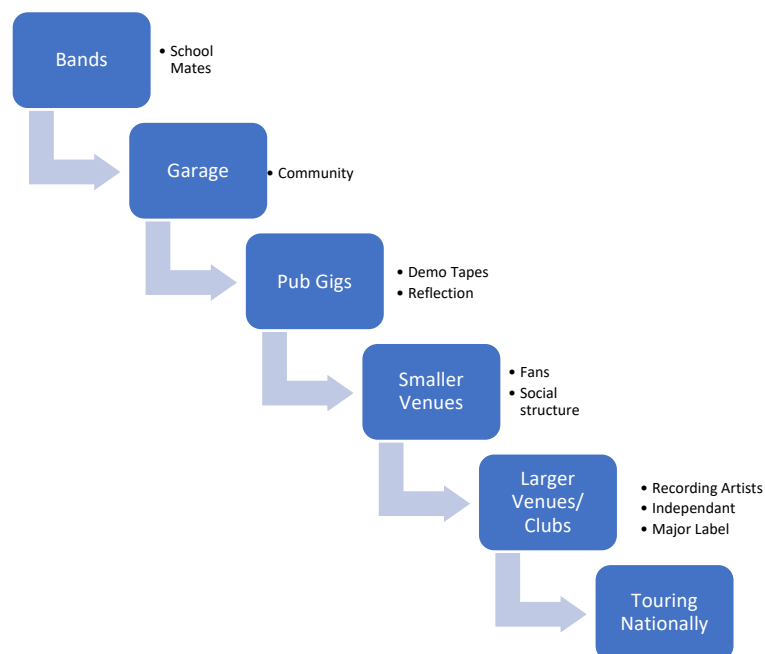 Bands
• School
Mates
Garage
• Community
Pub Gigs
• Demo Tapes
• Reflection
Smaller
Venues
• Fans
• Social
structure
Larger
Venues/
Clubs
• Recording Artists
• Independant
• Major Label
Touring
Nationally